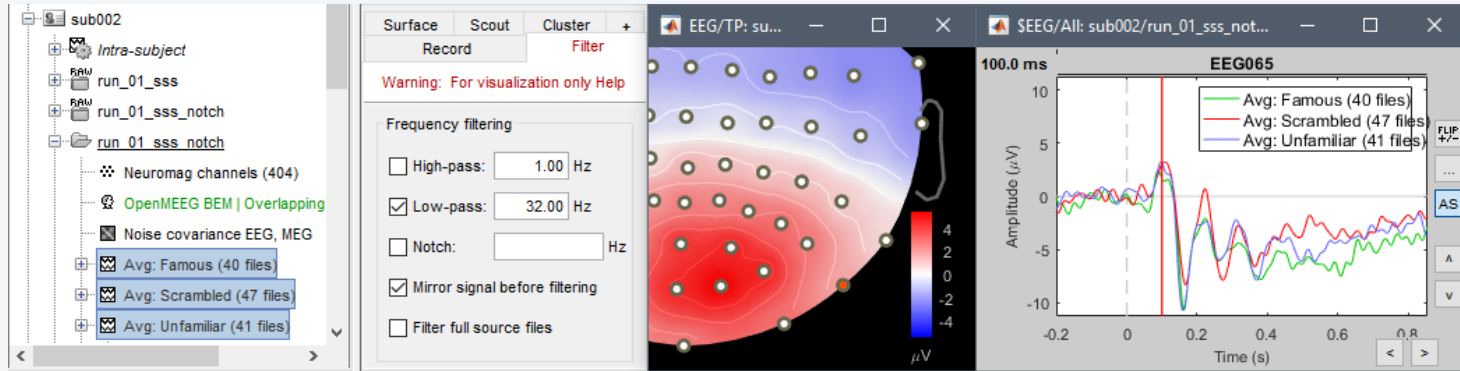 sub002
Intra-subject
RAW
run_01_sss
RAW
run_01_sss_notch
run_01_sss_notch
Neuromag channels (404)
OpenMEEG BEM | Overlapping
Noise covariance EEG, MEG
Avg: Famous (40 files)
Avg: Scrambled (47 files)
Avg: Unfamiliar (41 files)
Surface Scout Cluster +
Record Filter
Warning: For visualization only Help
Frequency filtering
High-pass: 1.00 Hz
Low-pass: 32.00 Hz
Notch: Hz
Mirror signal before filtering
Filter full source files
EEG/TP: su...
4
2
0
-2
-4
μV
$EEG/All: sub002/run_01_sss_not...
100.0 ms EEG065
Avg: Famous (40 files)
Avg: Scrambled (47 files)
Avg: Unfamiliar (41 files)
10
5
0
-5
-10
Amplitude (μV)
-0.2 0 0.2 0.4 0.6 0.8
Time (s)
FLIP
+/-
...
AS